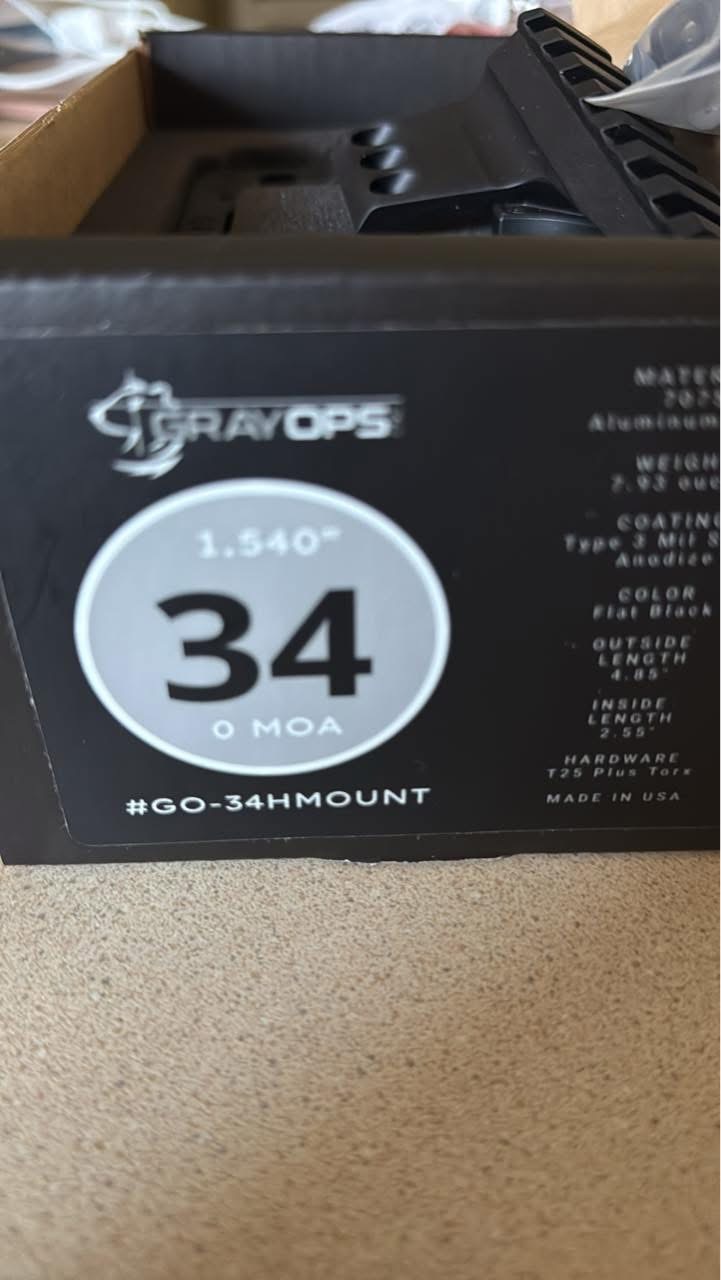 GRAYOPS
1.540"
34
0 MOA
#GO-34HMOUNT
Aluminum
COATING
Type 3 Mil S
Anodize
COLOR
Flat Black
OUTSIDE
LENGTH
4.85"
INSIDE
LENGTH
2.55"
HARDWARE
T25 Plus Torx
MADE IN USA